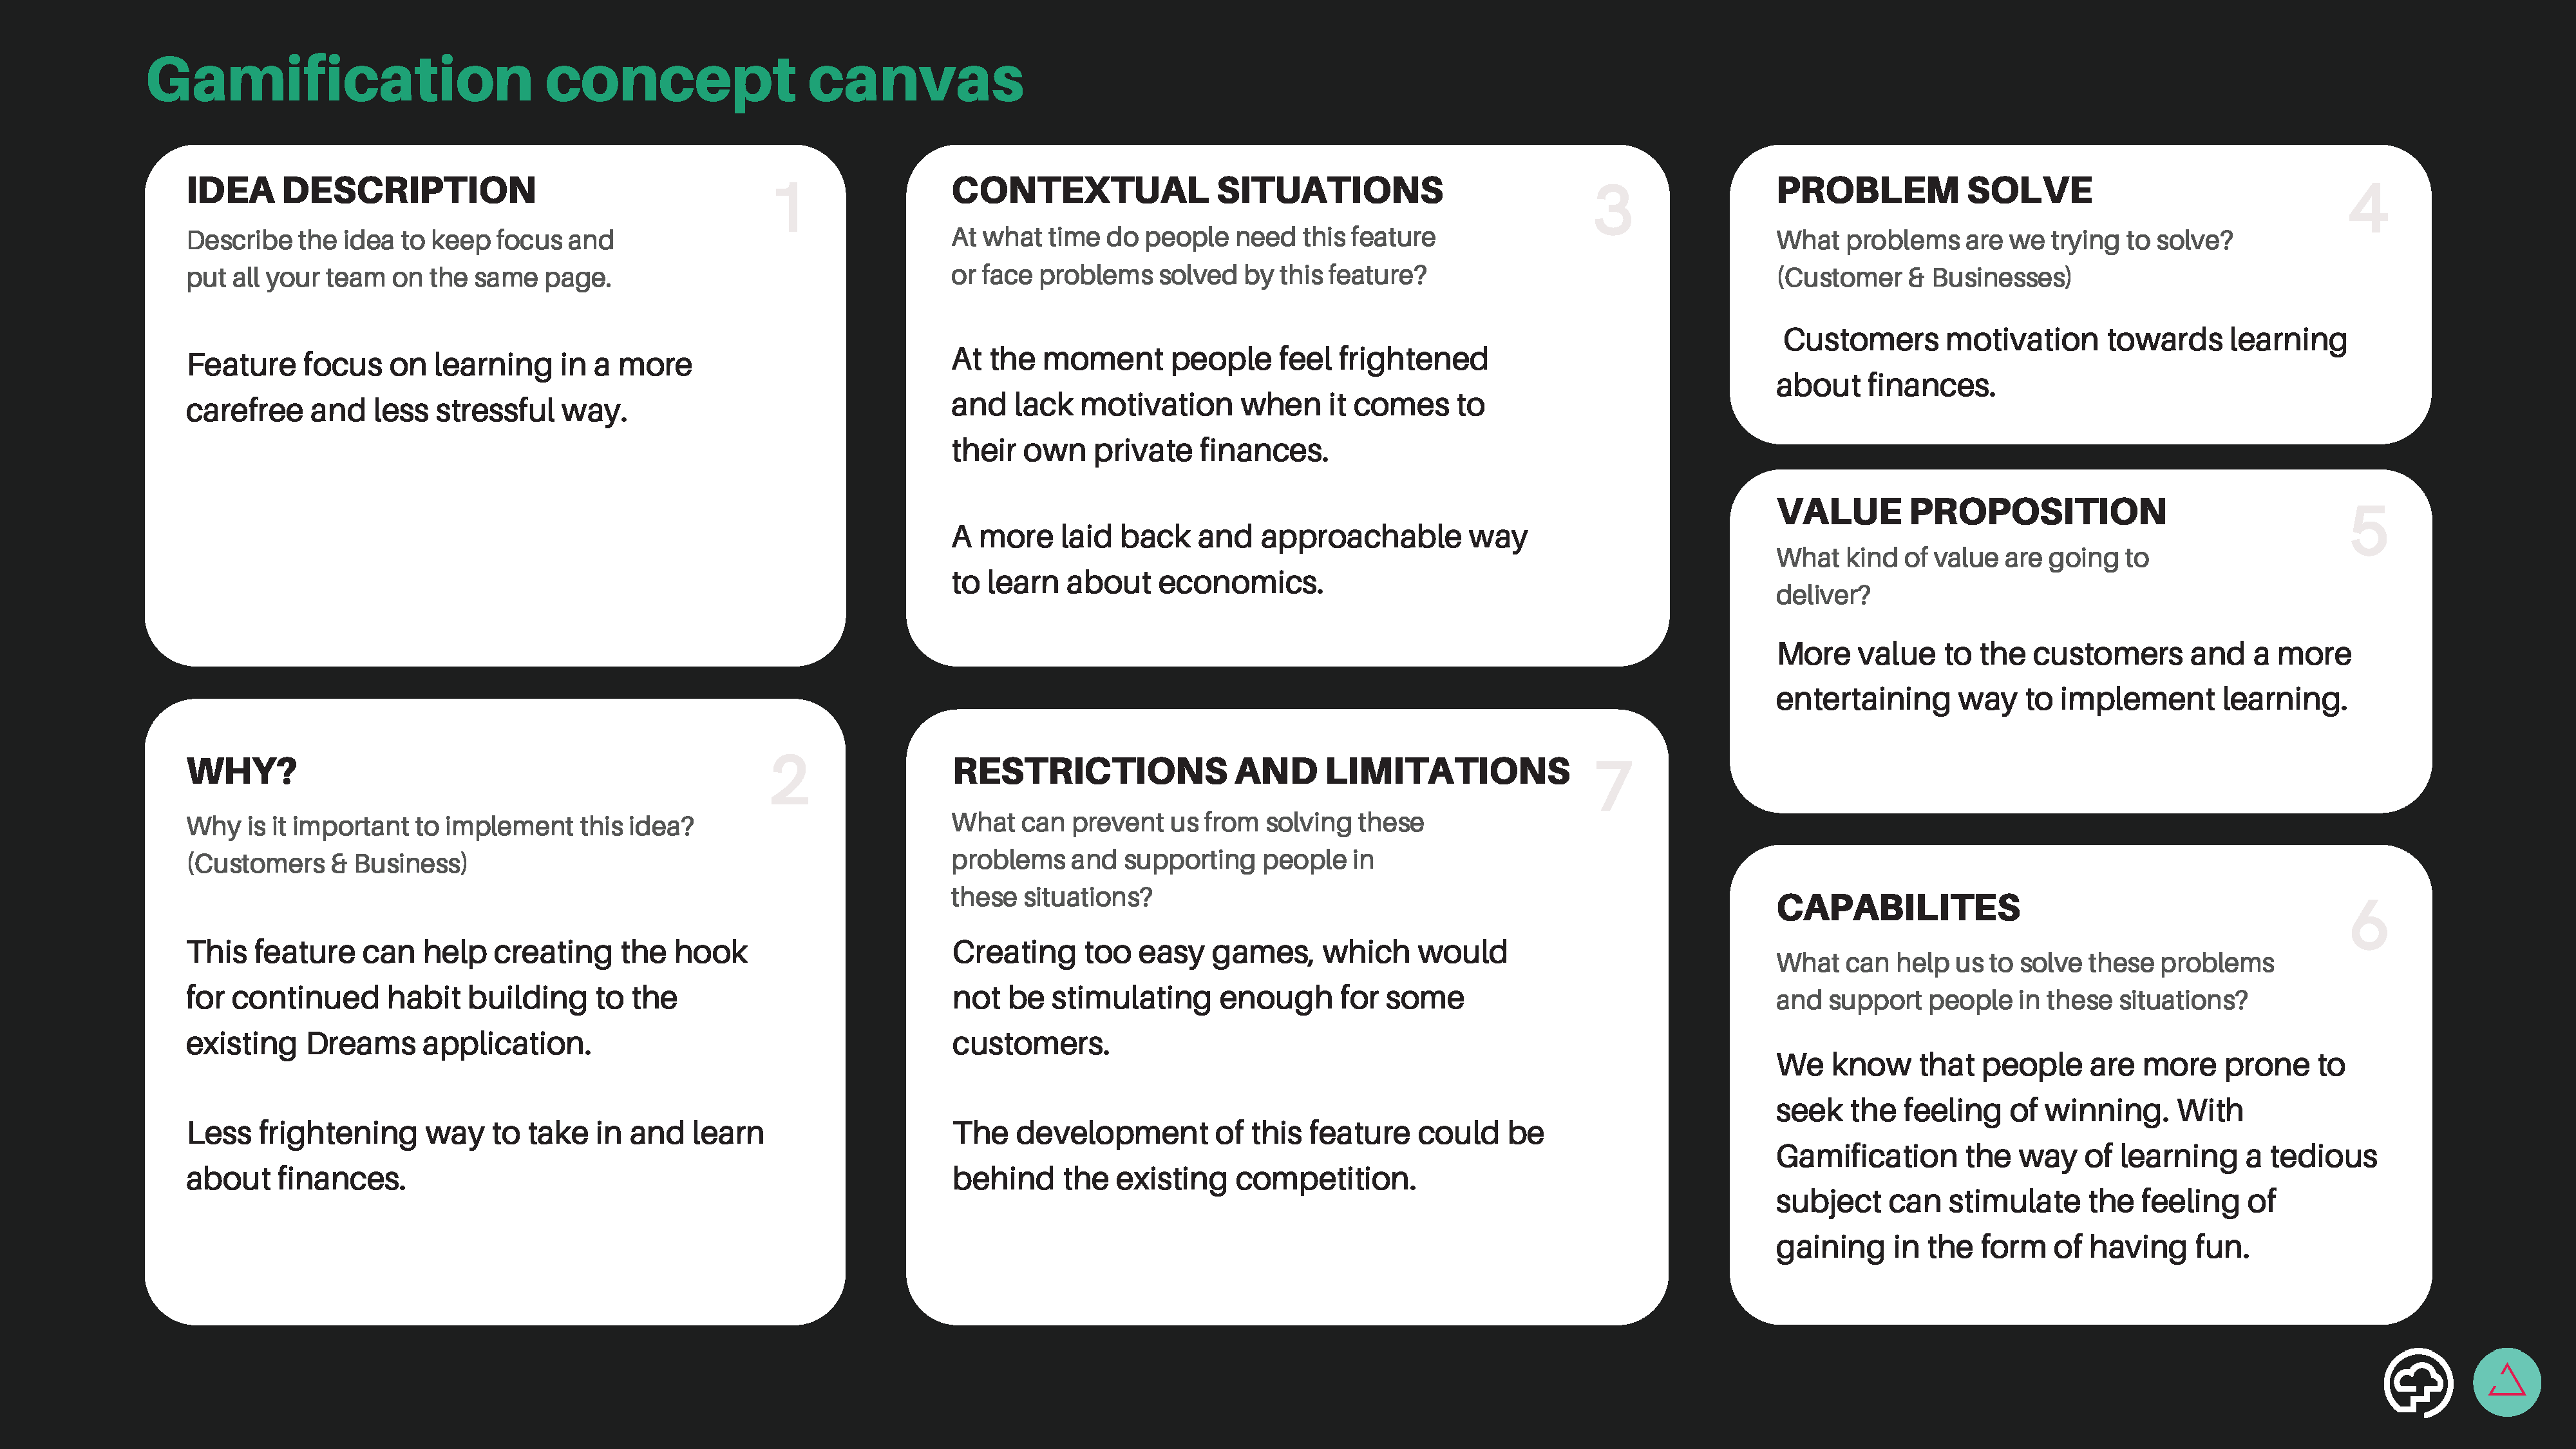 Gamification concept canvas
IDEA DESCRIPTION
1
Describe the idea to keep focus and
put all your team on the same page.
Feature focus on learning in a more
carefree and less stressful way.
WHY?
2
Why is it important to implement this idea?
(Customers & Business)
This feature can help creating the hook
for continued habit building to the
existing Dreams application.
Less frightening way to take in and learn
about finances.
CONTEXTUAL SITUATIONS
3
At what time do people need this feature
or face problems solved by this feature?
At the moment people feel frightened
and lack motivation when it comes to
their own private finances.
A more laid back and approachable way
to learn about economics.
PROBLEM SOLVE
4
What problems are we trying to solve?
(Customer & Businesses)
Customers motivation towards learning
about finances.
VALUE PROPOSITION
5
What kind of value are going to
deliver?
More value to the customers and a more
entertaining way to implement learning.
CAPABILITES
6
What can help us to solve these problems
and support people in these situations?
We know that people are more prone to
seek the feeling of winning. With
Gamification the way of learning a tedious
subject can stimulate the feeling of
gaining in the form of having fun.
RESTRICTIONS AND LIMITATIONS
7
What can prevent us from solving these
problems and supporting people in
these situations?
Creating too easy games, which would
not be stimulating enough for some
customers.
The development of this feature could be
behind the existing competition.